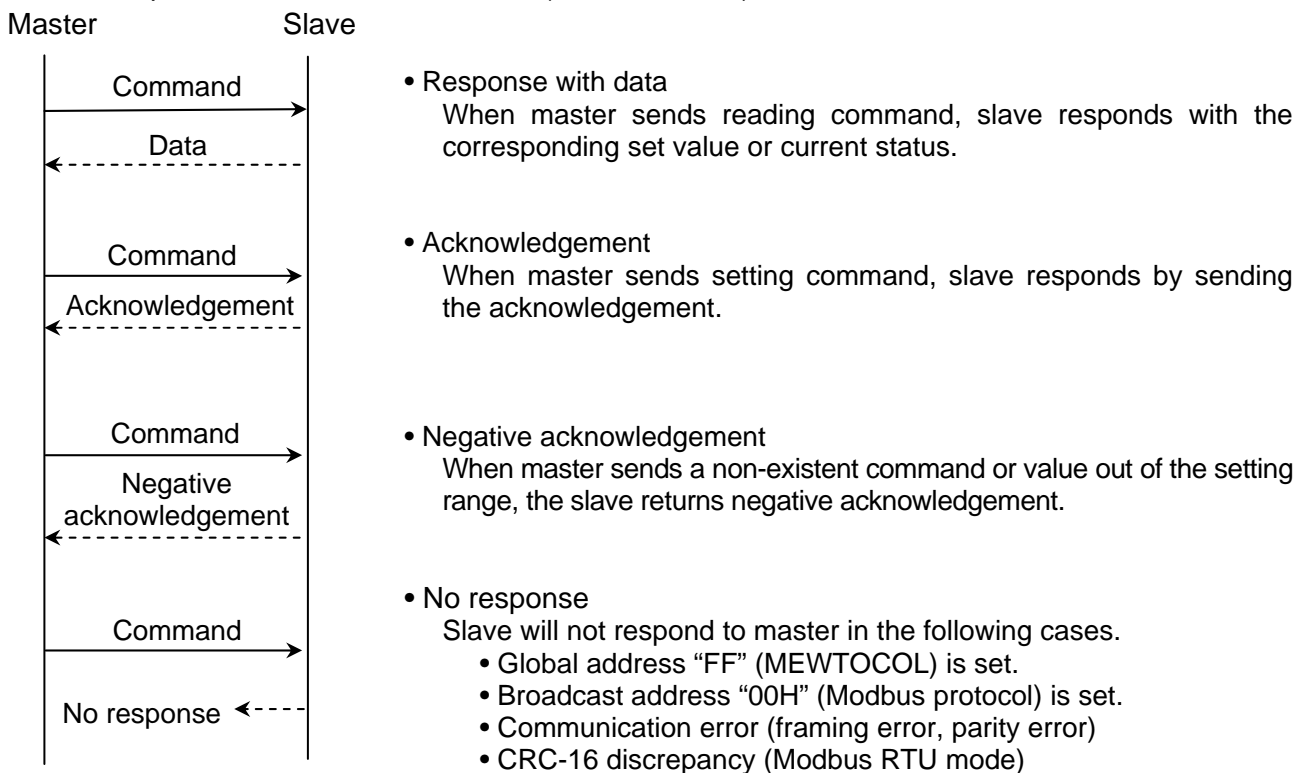 Master Slave
Command
Data
• Response with data
When master sends reading command, slave responds with the
corresponding set value or current status.
Command
Acknowledgement
• Acknowledgement
When master sends setting command, slave responds by sending
the acknowledgement.
Command
Negative
acknowledgement
• Negative acknowledgement
When master sends a non-existent command or value out of the setting
range, the slave returns negative acknowledgement.
Command
No response
• No response
Slave will not respond to master in the following cases.
• Global address “FF” (MEWTOCOL) is set.
• Broadcast address “00H” (Modbus protocol) is set.
• Communication error (framing error, parity error)
• CRC-16 discrepancy (Modbus RTU mode)